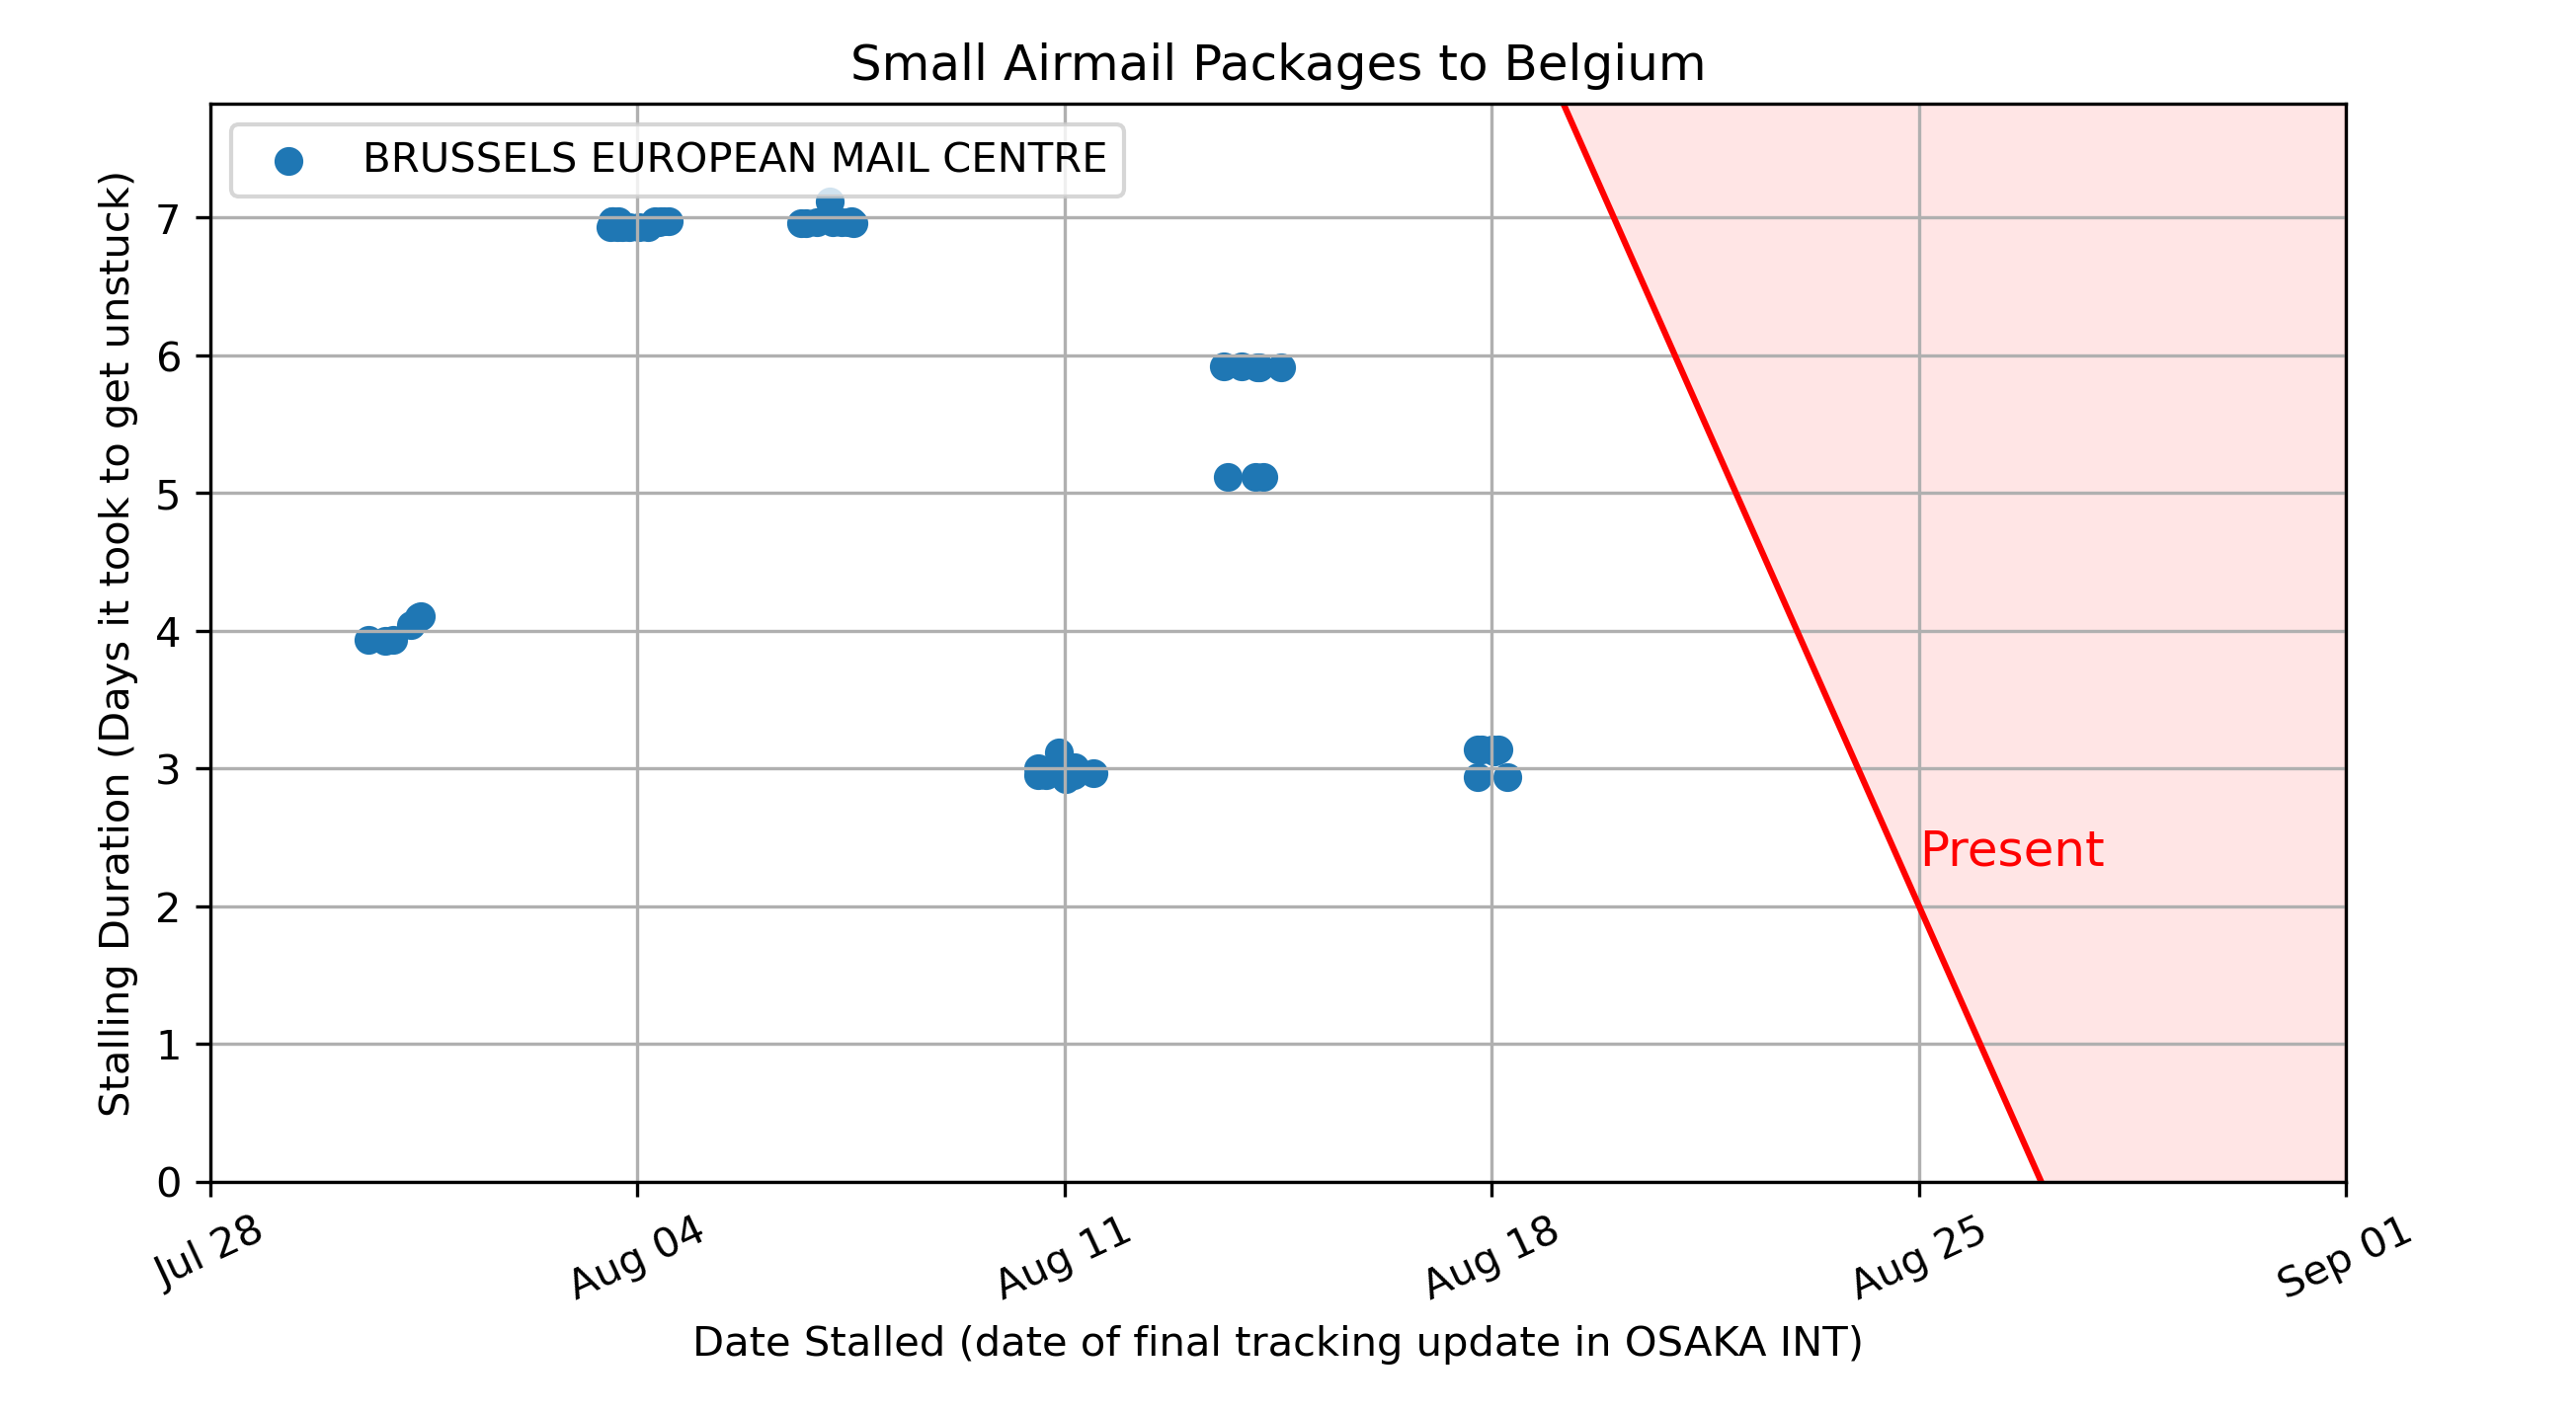 Small Airmail Packages to Belgium
BRUSSELS EUROPEAN MAIL CENTRE
Stalling Duration (Days it took to get unstuck)
7
6
5
4
3
2
1
0
Present
Jul 28
Aug 04
Aug 11
Aug 18
Aug 25
Sep 01
Date Stalled (date of final tracking update in OSAKA INT)